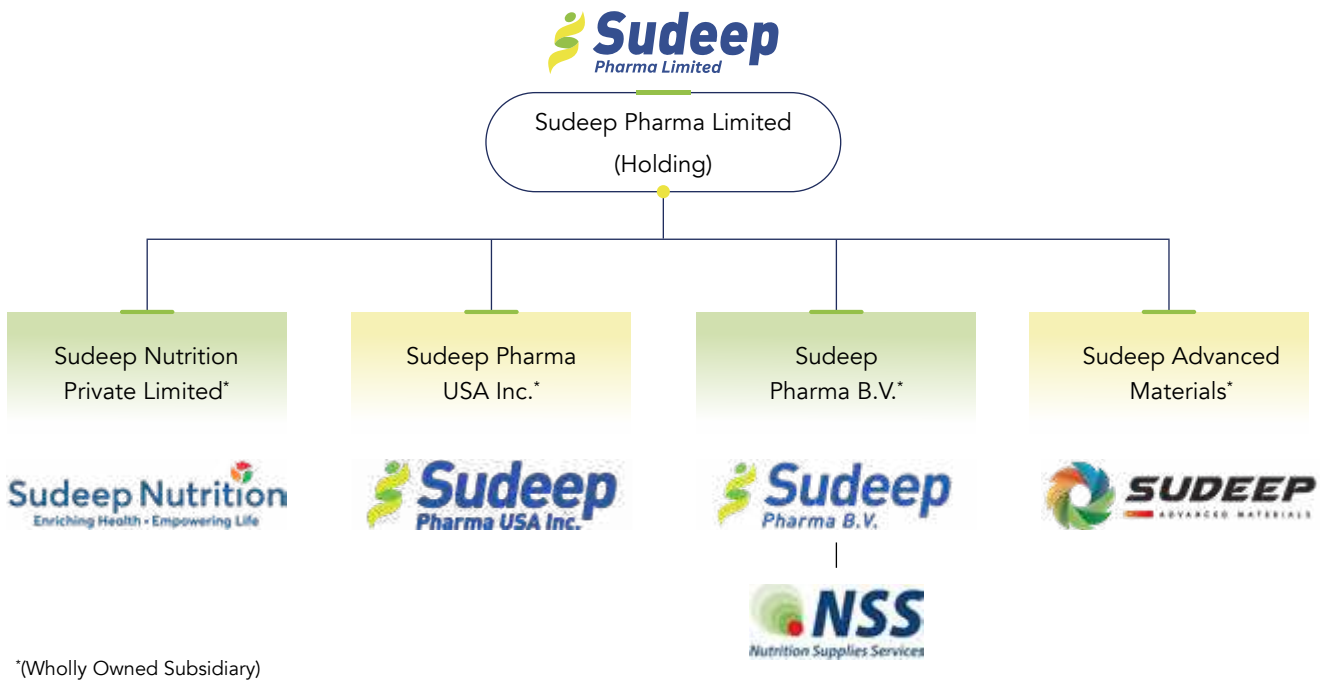 Sudeep
Pharma Limited
Sudeep Pharma Limited
(Holding)
Sudeep Nutrition
Private Limited*
Sudeep Pharma
USA Inc.*
Sudeep
Pharma B.V.*
Sudeep Advanced
Materials*
Sudeep Nutrition
Enriching Health • Empowering Life
Sudeep
Pharma USA Inc.
Sudeep
Pharma B.V.
SUDEEP
ADVANCED MATERIALS
NSS
Nutrition Supplies Services
*(Wholly Owned Subsidiary)